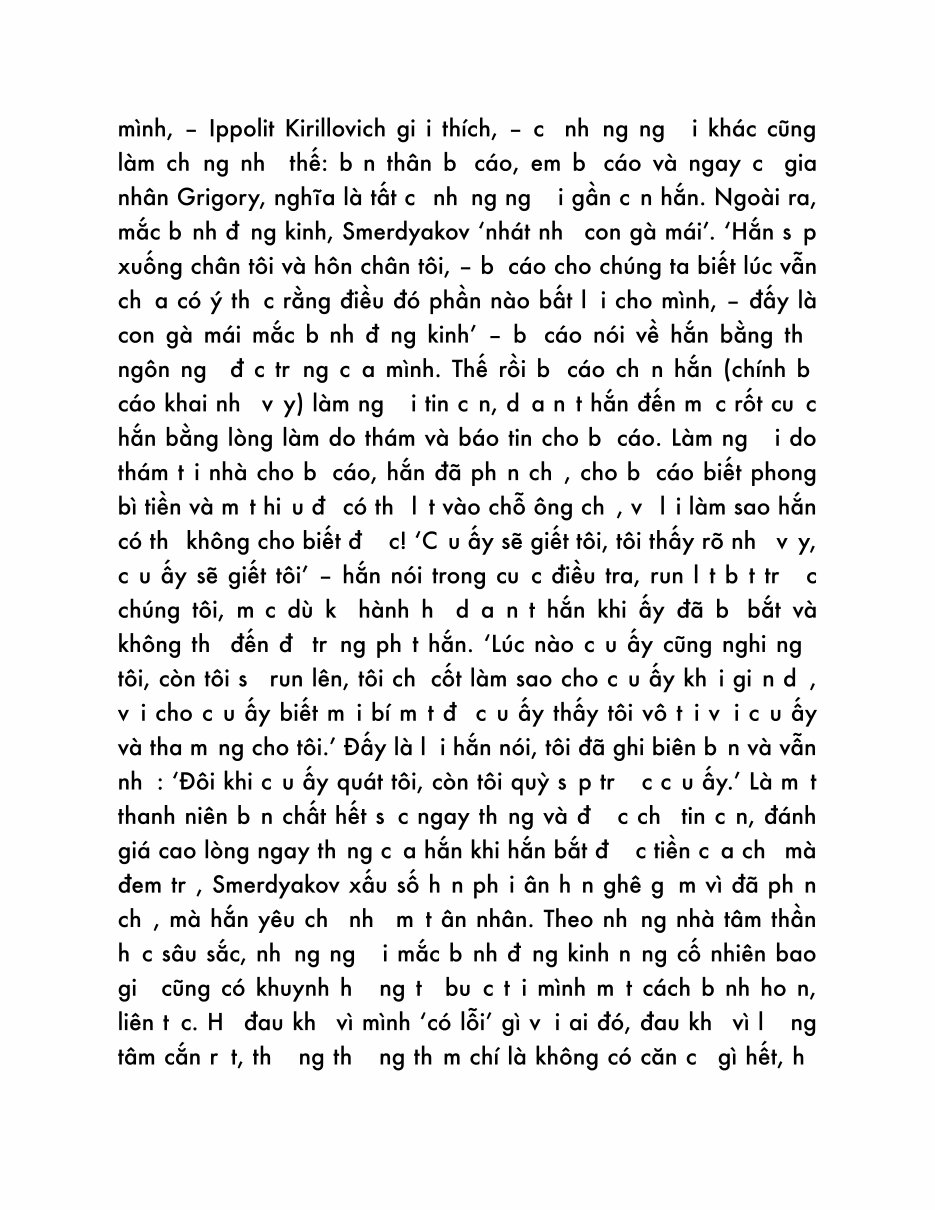 mình, – Ippolit Kirillovich gi i thích, – c  nh ng ng  i khác cũng
làm ch ng nh  thế: b n thân b  cáo, em b  cáo và ngay c  gia
nhân Grigory, nghĩa là tất c  nh ng ng  i gần c n hắn. Ngoài ra,
mắc b nh đ ng kinh, Smerdyakov ‘nhát nh  con gà mái’. ‘Hắn s p
xuống chân tôi và hôn chân tôi, – b  cáo cho chúng ta biết lúc vẫn
ch a có ý th c rằng điều đó phần nào bất l i cho mình, – đấy là
con gà mái mắc b nh đ ng kinh’ – b  cáo nói về hắn bằng th
ngôn ng  đ c tr ng c a mình. Thế rồi b  cáo ch n hắn (chính b
cáo khai nh  v y) làm ng  i tin c n, d a n t hắn đến m c rốt cu c
hắn bằng lòng làm do thám và báo tin cho b  cáo. Làm ng  i do
thám t i nhà cho b  cáo, hắn đã ph n ch , cho b  cáo biết phong
bì tiền và m t hi u đ  có th  l t vào chỗ ông ch , v  l i làm sao hắn
có th  không cho biết đ  c! ‘C u ấy sẽ giết tôi, tôi thấy rõ nh  v y,
c u ấy sẽ giết tôi’ – hắn nói trong cu c điều tra, run l t b t tr  c
chúng tôi, m c dù k  hành h  d a n t hắn khi ấy đã b  bắt và
không th  đến đ  tr ng ph t hắn. ‘Lúc nào c u ấy cũng nghi ng
tôi, còn tôi s  run lên, tôi ch  cốt làm sao cho c u ấy kh i gi n d ,
v i cho c u ấy biết m i bí m t đ  c u ấy thấy tôi vô t i v i c u ấy
và tha m ng cho tôi.’ Đấy là l i hắn nói, tôi đã ghi biên b n và vẫn
nh : ‘Đôi khi c u ấy quát tôi, còn tôi quỳ s p tr  c c u ấy.’ Là m t
thanh niên b n chất hết s c ngay th ng và đ  c ch  tin c n, đánh
giá cao lòng ngay th ng c a hắn khi hắn bắt đ  c tiền c a ch  mà
đem tr , Smerdyakov xấu số h n ph i ân h n ghê g m vì đã ph n
ch , mà hắn yêu ch  nh  m t ân nhân. Theo nh ng nhà tâm thần
h c sâu sắc, nh ng ng  i mắc b nh đ ng kinh n ng cố nhiên bao
gi  cũng có khuynh h  ng t  bu c t i mình m t cách b nh ho n,
liên t c. H  đau kh  vì mình ‘có lỗi’ gì v i ai đó, đau kh  vì l  ng
tâm cắn r t, th  ng th  ng th m chí là không có căn c  gì hết, h